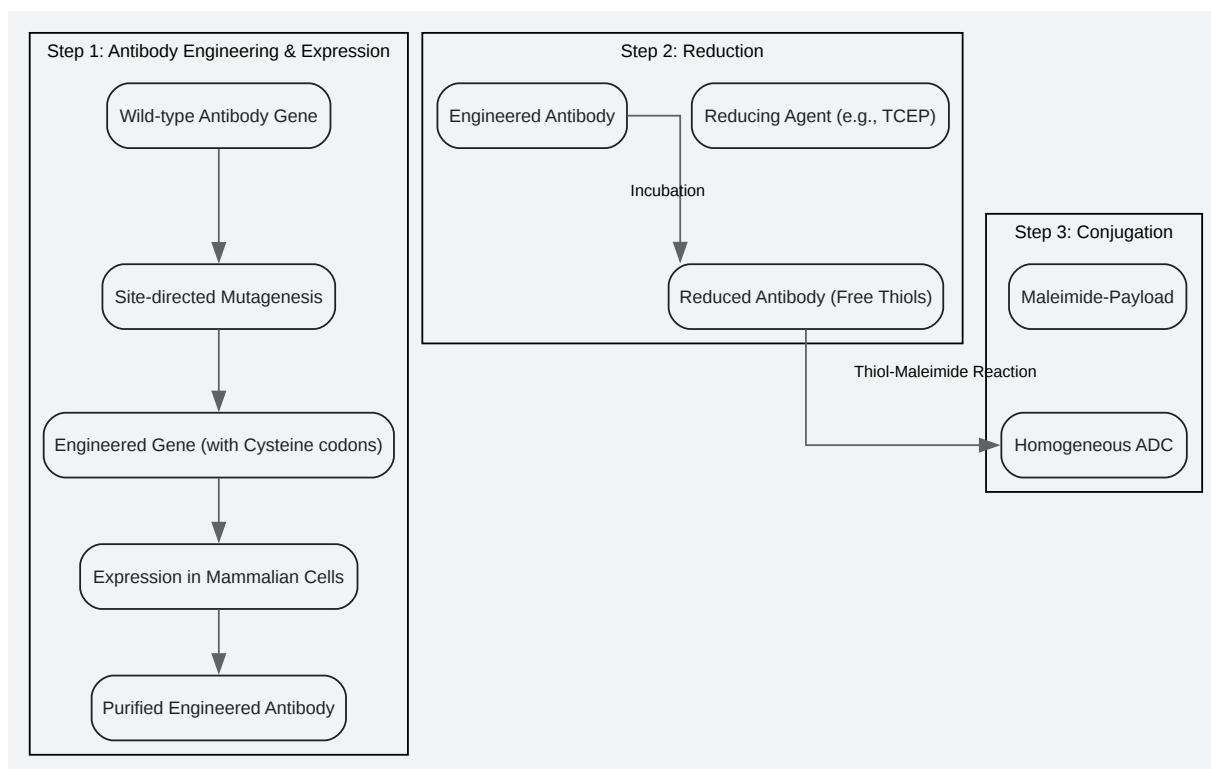 Step 1: Antibody Engineering & Expression
Wild-type Antibody Gene
Site-directed Mutagenesis
Engineered Gene (with Cysteine codons)
Expression in Mammalian Cells
Purified Engineered Antibody
Step 2: Reduction
Engineered Antibody
Reducing Agent (e.g., TCEP)
Incubation
Reduced Antibody (Free Thiols)
Thiol-Maleimide Reaction
Step 3: Conjugation
Maleimide-Payload
Homogeneous ADC